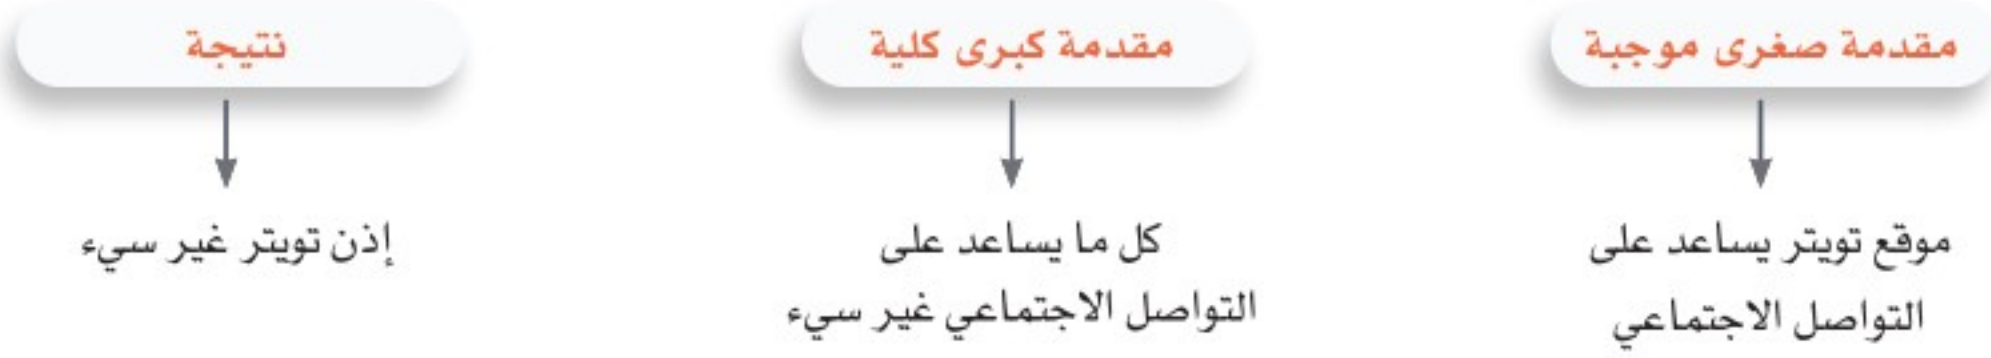 مقدمة صغرى موجبة
موقع تويتر يساعد على
التواصل الاجتماعي
مقدمة كبرى كلية
كل ما يساعد على
التواصل الاجتماعي غير سيء
نتيجة
إذن تويتر غير سيء